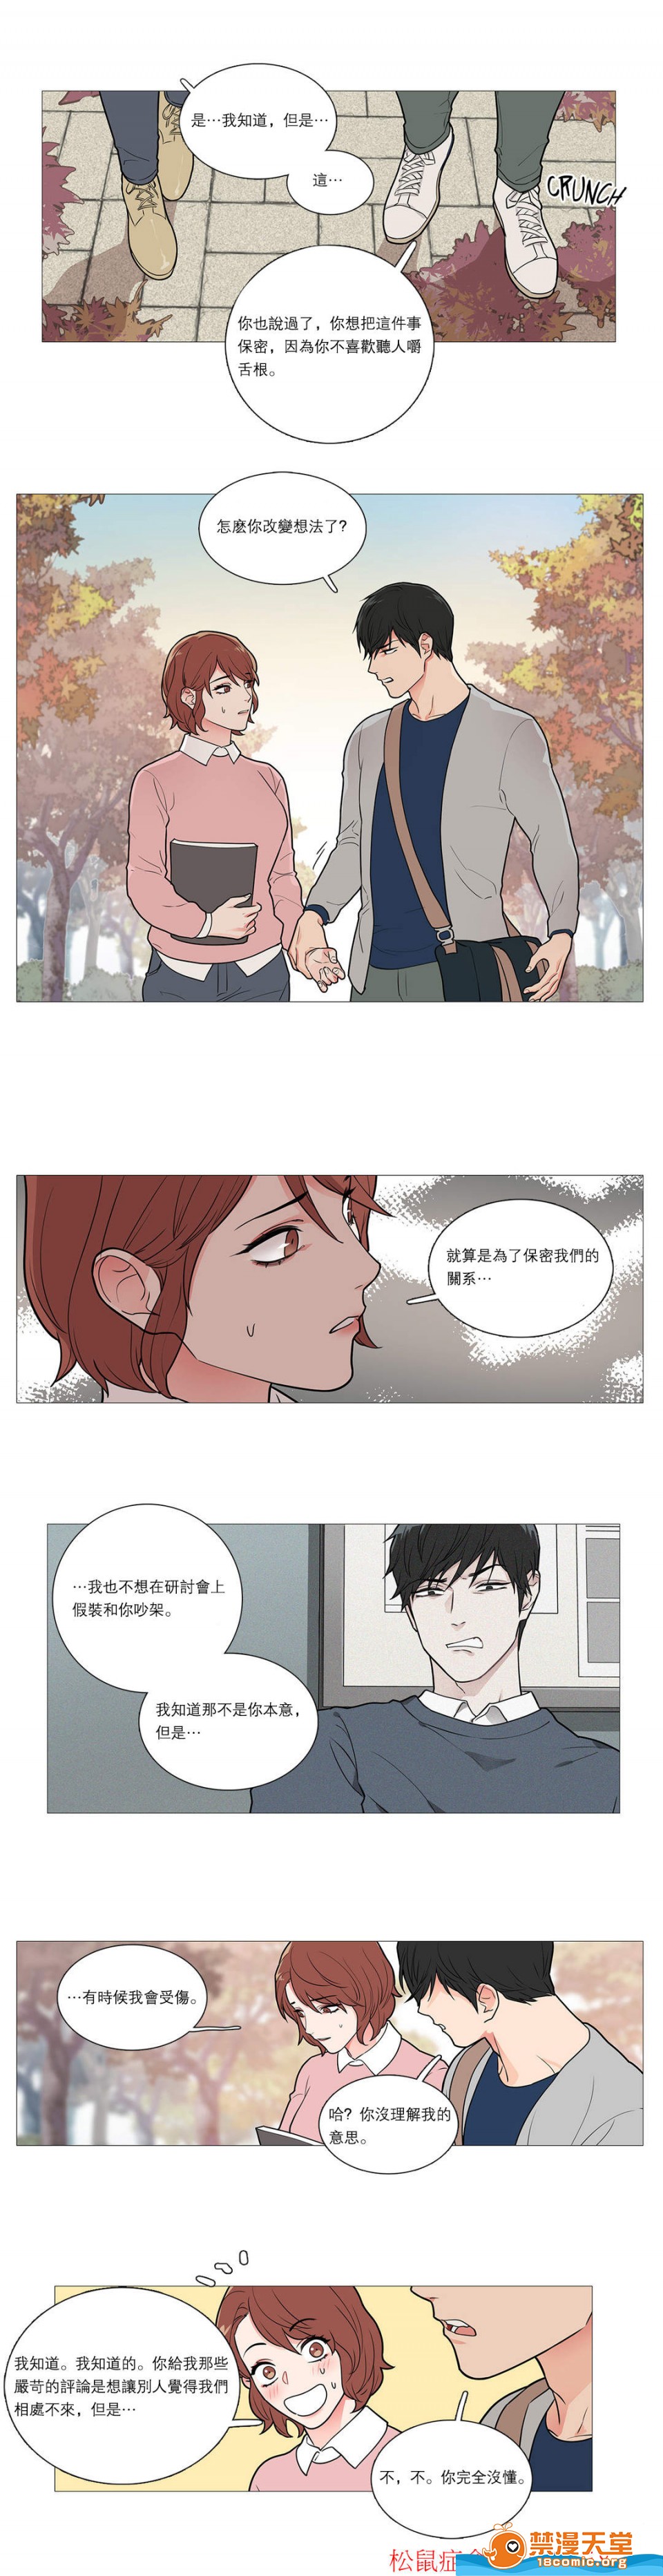 是…我知道，但是…
這…
CRUNCH
你也說過了，你想把這件事
保密，因為你不喜歡聽人嚼
舌根。
怎麼你改變想法了？
就算是為了保密我們的
關系…
…我也不想在研討會上
假裝和你吵架。
我知道那不是你本意，
但是…
…有時候我會受傷。
哈？你沒理解我的
意思。
我知道。我知道的。你給我那些
嚴苛的評論是想讓別人覺得我們
相處不來，但是…
不，不。你完全沒懂。
松鼠症
禁漫天堂
18comic.org